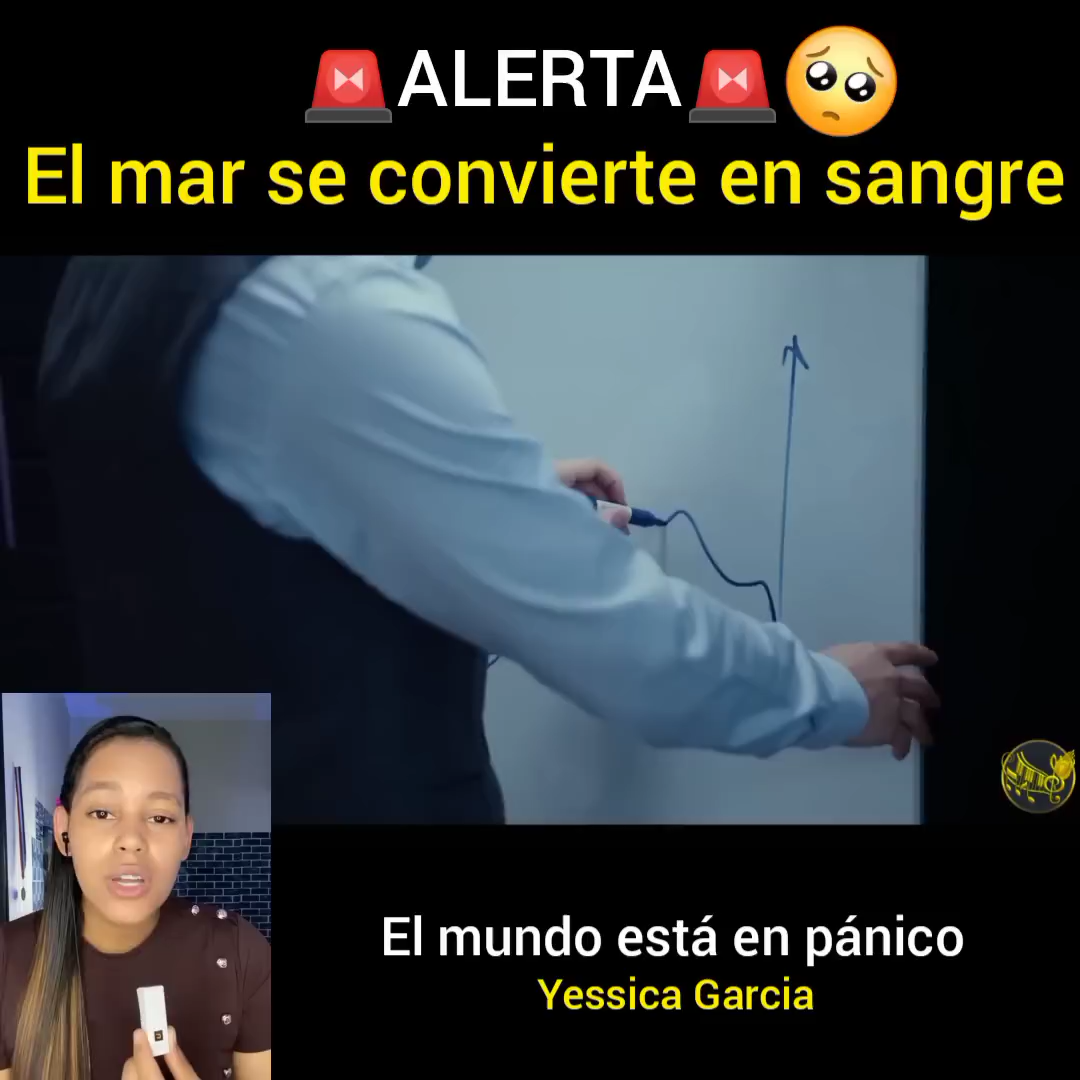 🚨ALERTA🚨🥺
El mar se convierte en sangre
El mundo está en pánico
Yessica Garcia